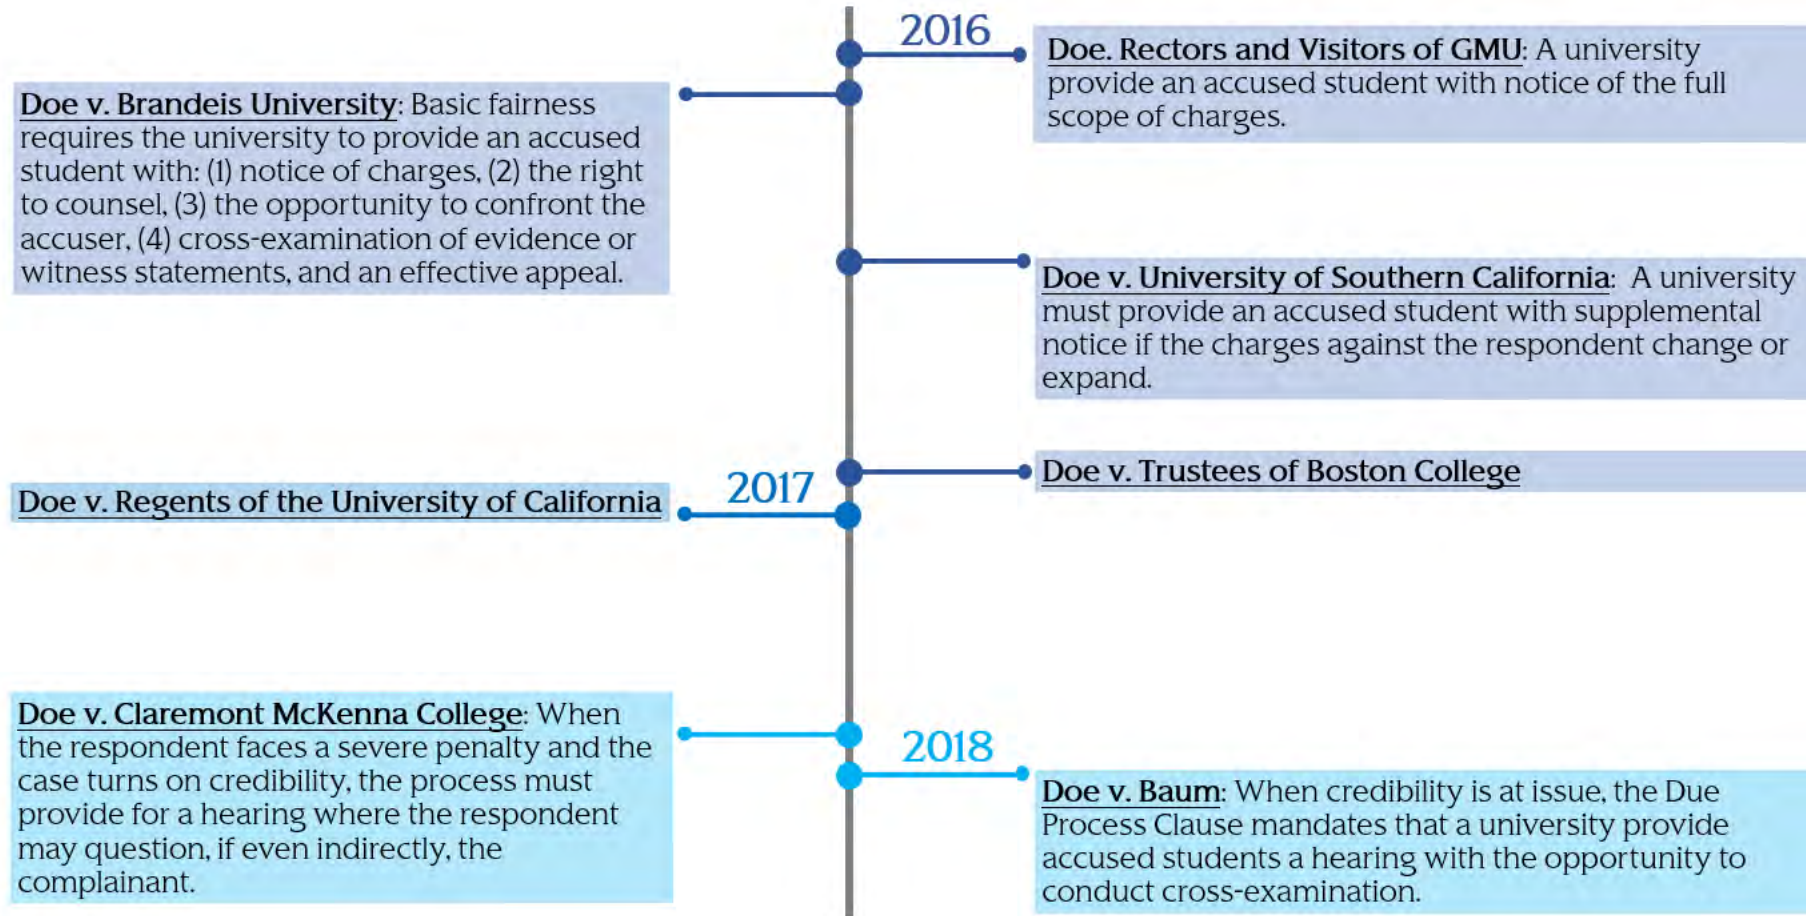 2016
Doe. Rectors and Visitors of GMU: A university
provide an accused student with notice of the full
scope of charges.
Doe v. Brandeis University: Basic fairness
requires the university to provide an accused
student with: (1) notice of charges, (2) the right
to counsel, (3) the opportunity to confront the
accuser, (4) cross-examination of evidence or
witness statements, and an effective appeal.
Doe v. University of Southern California:  A university
must provide an accused student with supplemental
notice if the charges against the respondent change or
expand.
Doe v. Trustees of Boston College
2017
Doe v. Regents of the University of California
Doe v. Claremont McKenna College: When
the respondent faces a severe penalty and the
case turns on credibility, the process must
provide for a hearing where the respondent
may question, if even indirectly, the
complainant.
2018
Doe v. Baum: When credibility is at issue, the Due
Process Clause mandates that a university provide
accused students a hearing with the opportunity to
conduct cross-examination.